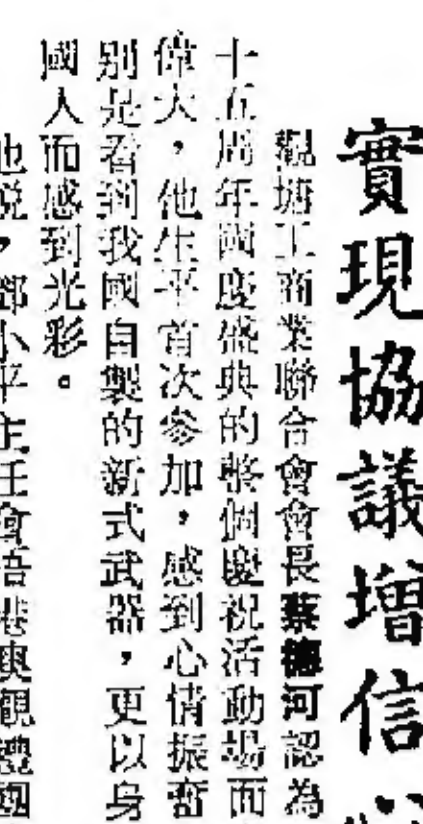 實現協議增信心
觀塘工商業聯合會會長蔡德河認為
十五周年國慶盛典的整個慶祝活動場面
偉大，他生平首次參加，感到心情振奮
別是看到我國自製的新式武器，更以身
國人而感到光彩。
他說，鄧小平主任會晤港澳觀禮團